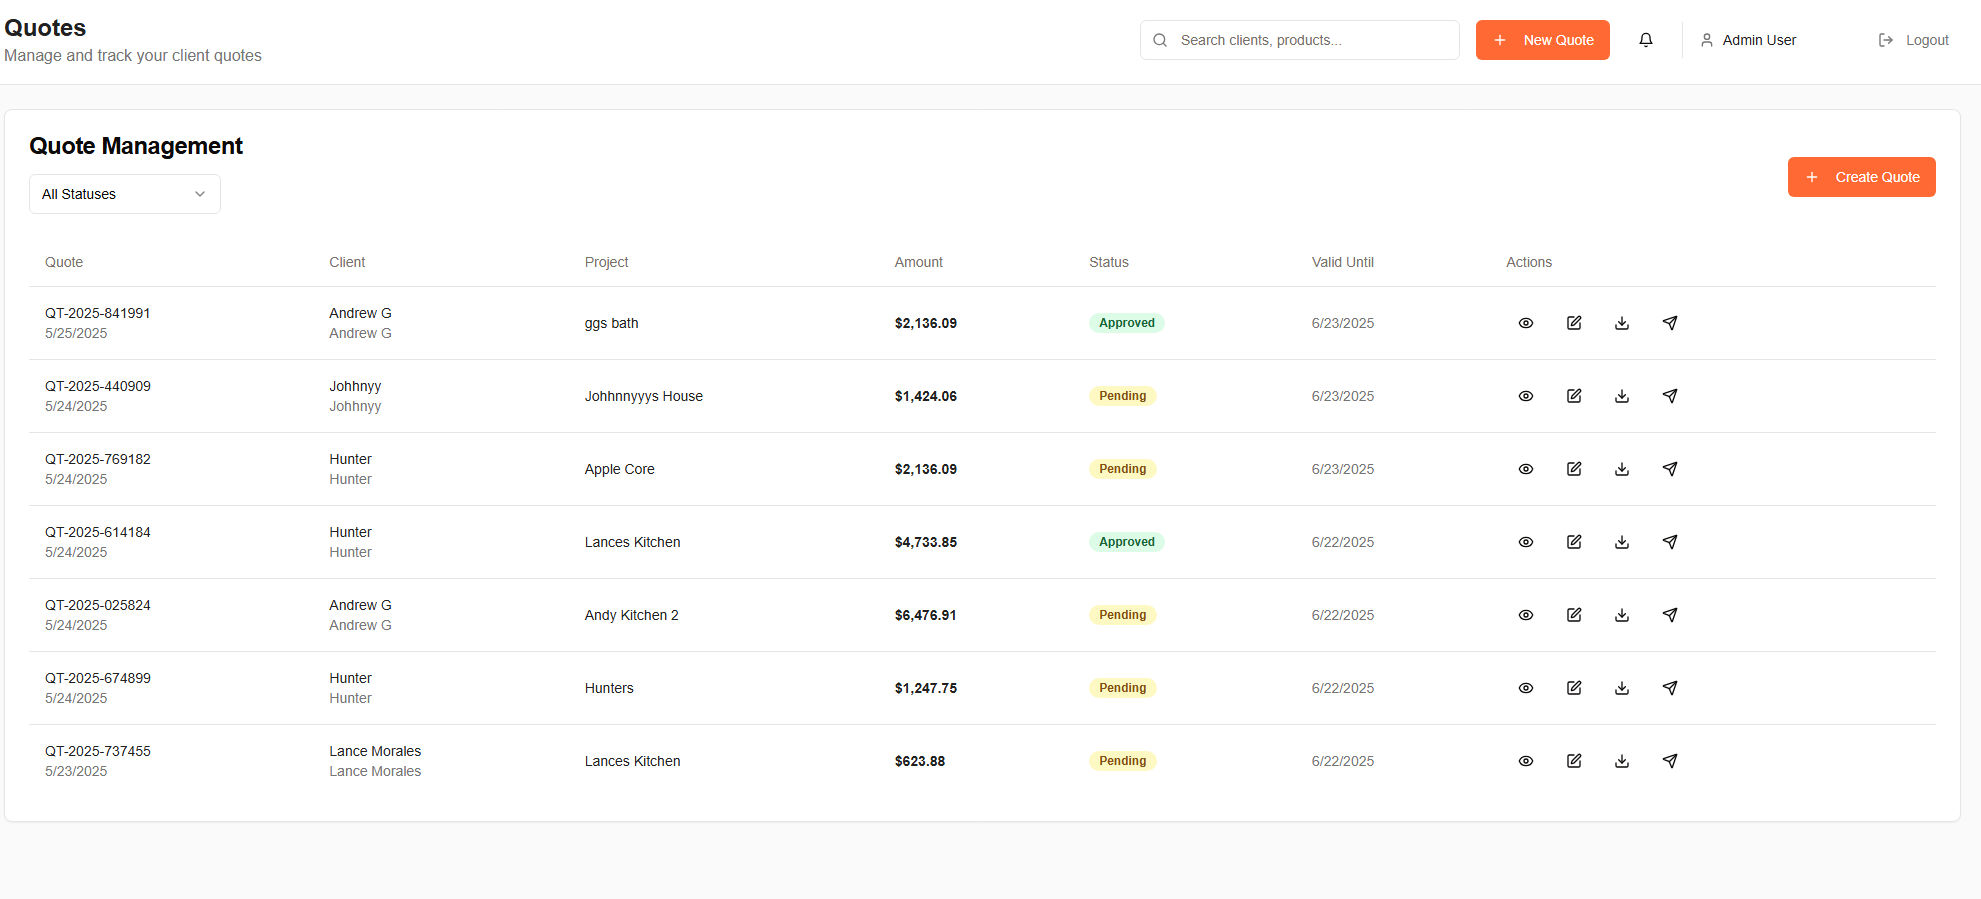 Quotes
Manage and track your client quotes
Search clients, products...
New Quote
Admin User
Logout
Quote Management
All Statuses
Create Quote
Quote Client Project Amount Status Valid Until Actions
QT-2025-841991 Andrew G
5/25/2025 Andrew G ggs bath $2,136.09 Approved 6/23/2025
QT-2025-440909 Johhnyy
5/24/2025 Johhnyy Johhnnyyys House $1,424.06 Pending 6/23/2025
QT-2025-769182 Hunter
5/24/2025 Hunter Apple Core $2,136.09 Pending 6/23/2025
QT-2025-614184 Hunter
5/24/2025 Hunter Lances Kitchen $4,733.85 Approved 6/22/2025
QT-2025-025824 Andrew G
5/24/2025 Andrew G Andy Kitchen 2 $6,476.91 Pending 6/22/2025
QT-2025-674899 Hunter
5/24/2025 Hunter Hunters $1,247.75 Pending 6/22/2025
QT-2025-737455 Lance Morales
5/23/2025 Lance Morales Lances Kitchen $623.88 Pending 6/22/2025